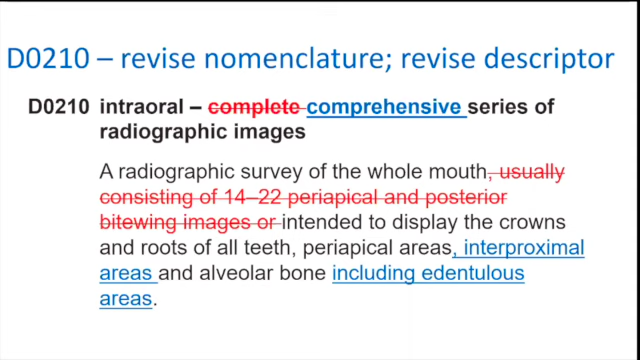 D0210 – revise nomenclature; revise descriptor
D0210 intraoral – complete comprehensive series of
radiographic images
A radiographic survey of the whole mouth, usually
consisting of 14–22 periapical and posterior
bitewing images or intended to display the crowns
and roots of all teeth, periapical areas, interproximal
areas and alveolar bone including edentulous
areas.